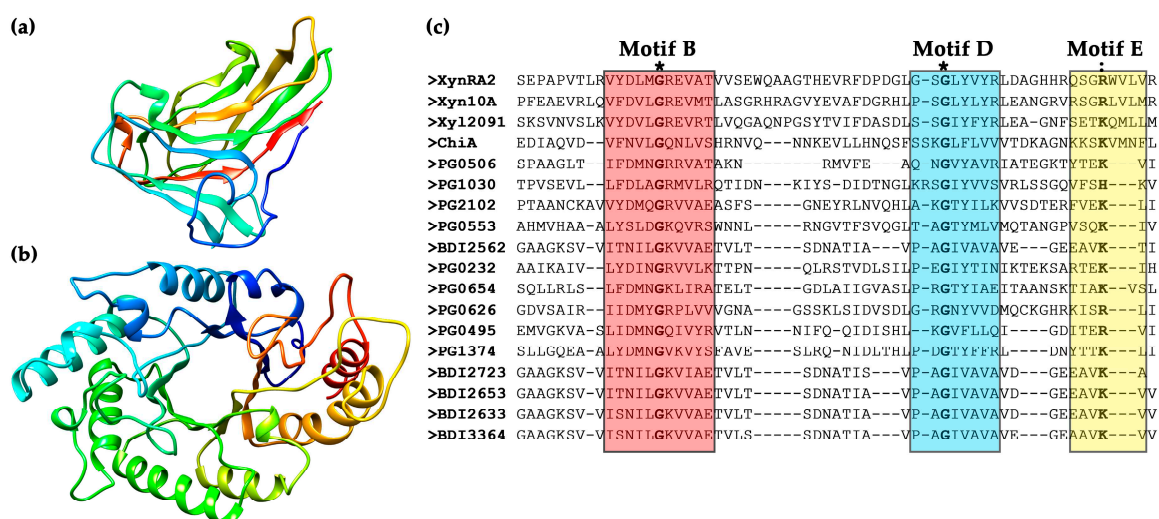 (a)
(b)
(c)
Motif B Motif D Motif E
* * :
>XynRA2 SEPAPVTLRVYDLMGREVATVVSEWQAAGTHEVRFDPDGLG-SGLYVYRLDAGHHRQSGRWVLVR
>Xyn10A PFEAEVRLQVFDVLGREVMTLASGRHRAGVYEVAFDGRHLP-SGLYLYRLEANGRVRSGRLVLMR
>Xyl2091 SKSVNVSLKVYDVLGREVRTLVQGAQNPGSYTVIFDASDLS-SGIYFYRLEA-GNFSETKQMLLM
>ChiA EDIAQVD--VFNVLGQNLVSHRNVQ--NNKEVLLHNQSFSSKGLFLVVVTDKAGNKKSKVMNFL
>PG0506 SPAAGLT IFDMNGRRVATAKN RMVFE AQ NGVYAVRIATEGKTYTEK VI
>PG1030 TPVSEVL--LFDLAGRMVLRQTIDN---KIYS-DIDTNGLKRSGIYVVSVRLSSGQVFSH---KV
>PG2102 PTAANCKAVVYDMQGRVVAEASFS----GNEYRLNVQHLA-KGTYILKVVSDTERFVEK---LI
>PG0553 AHMVHAA--YSLSDGKQVRSWNNL----RNGVTFSVQGLTAGTYMLVMQTANGPVSQK---IV
>BDI2562 GAAGKSV-VITNILGKVVAETVLT----SDNATIA---VP-AGIVAVAVE---GEEAVK---TI
>PG0232 AAIKAIV-LYDINGRVVLKTTPN----QLRSTVDLSILP-EGIYTINIKTEKSARTEK---IH
>PG0654 SQLLRLS-LFDMNGKLIRATELT----GDLAIIGVASLP-RGTYIAEITAANSKTIAK---VSL
>PG0626 GDVSAIR-IIDMYGRPLVVVGNA----GSSKLSIDVSDLG-RGNYVVDMQCKGHRKISR---LI
>PG0495 EMVGKVA-SLIDMNGQIVYRVTLN---NIFQ-QIDISHL-KGVFLLQI---GDITER---VI
>PG1374 SLLGQEA-ALYDMNGVKVYSFAVE----SLRQ-NIDLTHLP-DGTYFFRL---DNYTTK---LI
>BDI2723 GAAGKSV-VITNILGKVIAETVLT----SDNATIS---VP-AGIVAVAVD---GEEAVK---A
>BDI2653 GAAGKSV-VITNILGKVVAETVLT----SDNATIA---VP-AGIVAVAVD---GEEAVK---VV
>BDI2633 GAAGKSV-VISNILGKVVAETVLT----SDNATIA---VP-AGIVAVAVD---GEEAVK---VV
>BDI3364 GAAGKSV-VISNILGKVVAETVLS----SDNATIA---VP-AGIVAVAVE---GEAAVK---VV